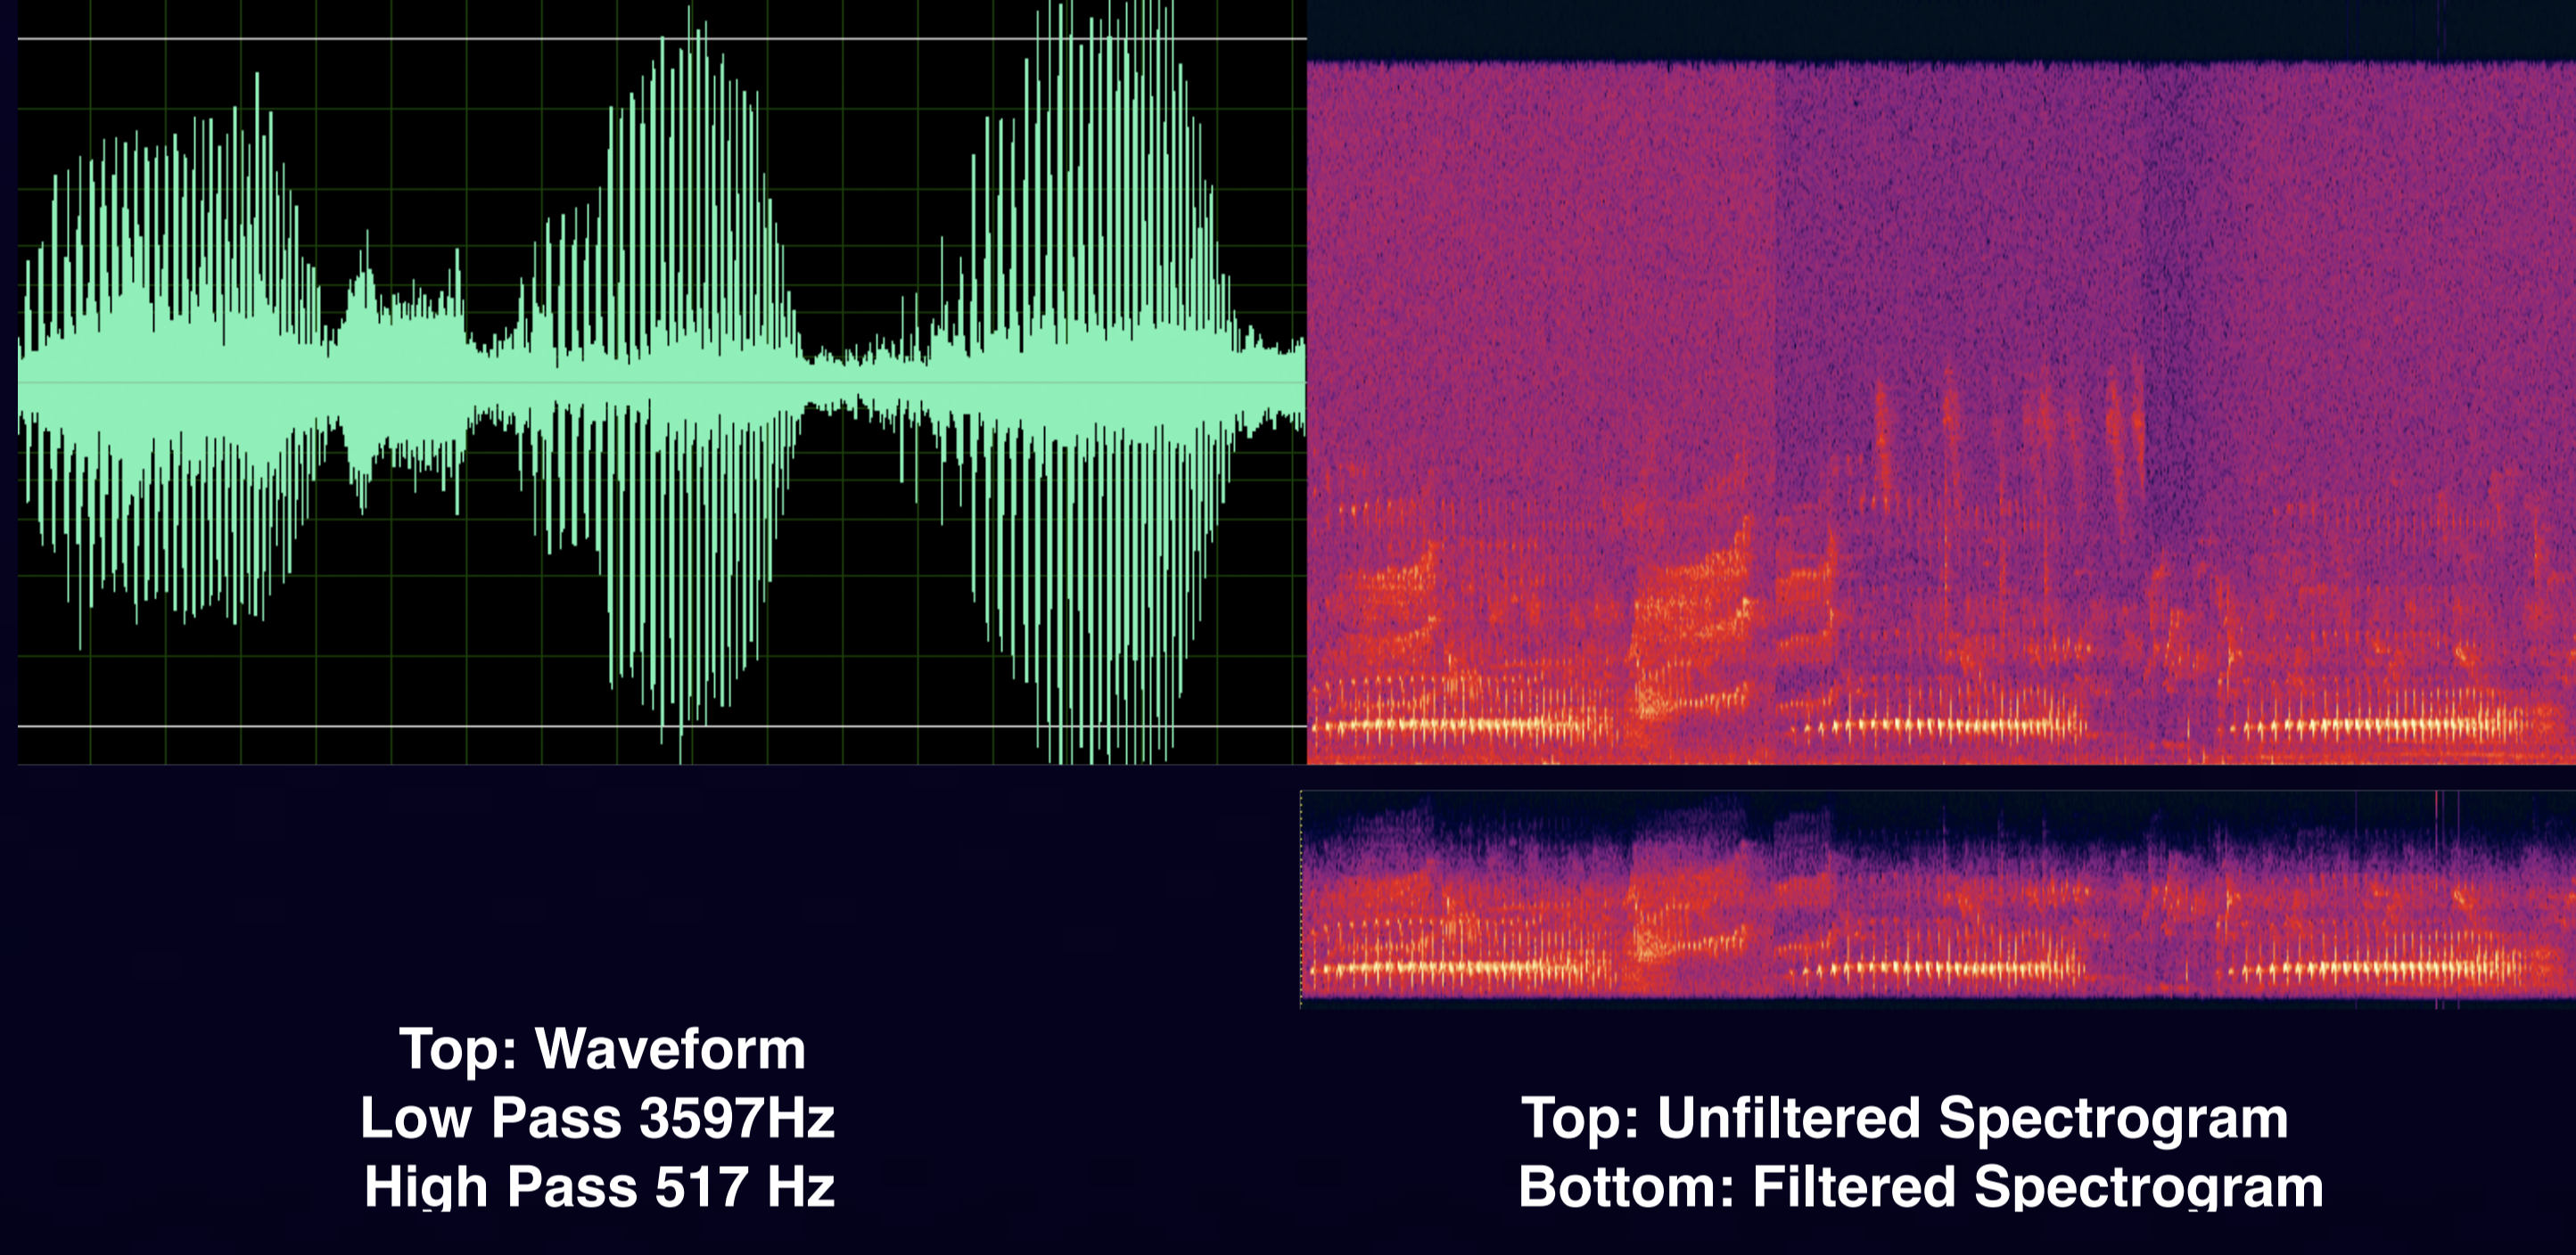 Top: Waveform
Low Pass 3597Hz
High Pass 517 Hz
Top: Unfiltered Spectrogram
Bottom: Filtered Spectrogram